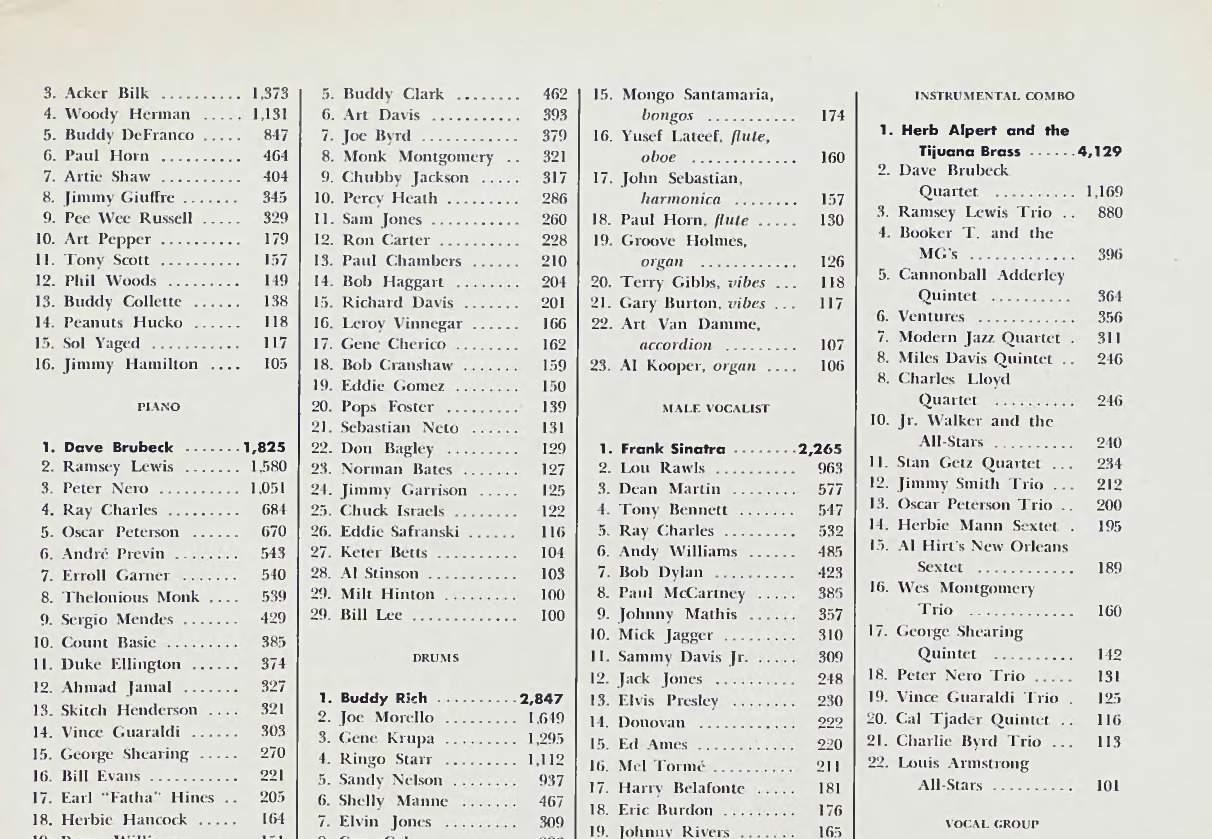 3. Acker Bilk .......... 1,373
4. Woody Herman ..... 1,131
5. Buddy DeFranco ..... 847
6. Paul Horn .......... 464
7. Artie Shaw .......... 404
8. Jimmy Giuffre ....... 345
9. Pee Wee Russell ..... 329
10. Art Pepper .......... 179
11. Tony Scott .......... 157
12. Phil Woods ......... 149
13. Buddy Collette ...... 138
14. Peanuts Hucko ...... 118
15. Sol Yaged ........... 117
16. Jimmy Hamilton .... 105
PIANO
1. Dave Brubeck .......1,825
2. Ramsey Lewis ....... 1,580
3. Peter Nero .......... 1,051
4. Ray Charles ......... 684
5. Oscar Peterson ...... 670
6. André Previn ........ 543
7. Erroll Garner ....... 540
8. Thelonious Monk .... 539
9. Sergio Mendes ....... 429
10. Count Basie ......... 385
11. Duke Ellington ...... 374
12. Ahmad Jamal ....... 327
13. Skitch Henderson .... 321
14. Vince Guaraldi ...... 303
15. George Shearing ..... 270
16. Bill Evans ........... 221
17. Earl "Fatha" Hines .. 205
18. Herbie Hancock ..... 164
5. Buddy Clark ........ 462
6. Art Davis ........... 393
7. Joe Byrd ............ 379
8. Monk Montgomery .. 321
9. Chubby Jackson ..... 317
10. Percy Heath ......... 286
11. Sam Jones ........... 260
12. Ron Carter .......... 228
13. Paul Chambers ...... 210
14. Bob Haggart ........ 204
15. Richard Davis ....... 201
16. Leroy Vinnegar ...... 166
17. Gene Cherico ........ 162
18. Bob Cranshaw ....... 159
19. Eddie Gomez ........ 150
20. Pops Foster ......... 139
21. Sebastian Neto ...... 131
22. Don Bagley ......... 129
23. Norman Bates ....... 127
24. Jimmy Garrison ..... 125
25. Chuck Israels ........ 122
26. Eddie Safranski ...... 116
27. Keter Betts .......... 104
28. Al Stinson ........... 103
29. Milt Hinton ......... 100
29. Bill Lee ............. 100
DRUMS
1. Buddy Rich ..........2,847
2. Joe Morello ......... 1,649
3. Gene Krupa ......... 1,295
4. Ringo Starr ......... 1,112
5. Sandy Nelson ........ 937
6. Shelly Manne ........ 467
7. Elvin Jones ......... 309
15. Mongo Santamaria,
bongos ............ 174
16. Yusef Lateef, flute,
oboe ............. 160
17. John Sebastian,
harmonica ........ 157
18. Paul Horn, flute ..... 130
19. Groove Holmes,
organ ............ 126
20. Terry Gibbs, vibes ... 118
21. Gary Burton, vibes ... 117
22. Art Van Damme,
accordion ......... 107
23. Al Kooper, organ .... 106
MALE VOCALIST
1. Frank Sinatra ........2,265
2. Lou Rawls .......... 963
3. Dean Martin ........ 577
4. Tony Bennett ....... 547
5. Ray Charles ......... 532
6. Andy Williams ...... 485
7. Bob Dylan .......... 423
8. Paul McCartney ..... 385
9. Johnny Mathis ...... 357
10. Mick Jagger ......... 310
11. Sammy Davis Jr. ..... 309
12. Jack Jones .......... 248
13. Elvis Presley ........ 230
14. Donovan ............ 222
15. Ed Ames ............ 220
16. Mel Tormé .......... 211
17. Harry Belafonte ..... 181
18. Eric Burdon ......... 176
19. Johnny Rivers ....... 165
INSTRUMENTAL COMBO
1. Herb Alpert and the
Tijuana Brass ......4,129
2. Dave Brubeck
Quartet .......... 1,169
3. Ramsey Lewis Trio .. 880
4. Booker T. and the
MG's ............. 396
5. Cannonball Adderley
Quintet .......... 364
6. Ventures ............ 356
7. Modern Jazz Quartet . 311
8. Miles Davis Quintet .. 246
8. Charles Lloyd
Quartet .......... 246
10. Jr. Walker and the
All-Stars .......... 240
11. Stan Getz Quartet ... 234
12. Jimmy Smith Trio ... 212
13. Oscar Peterson Trio .. 200
14. Herbie Mann Sextet . 195
15. Al Hirt's New Orleans
Sextet ............ 189
16. Wes Montgomery
Trio ............. 160
17. George Shearing
Quintet .......... 142
18. Peter Nero Trio ..... 131
19. Vince Guaraldi Trio . 125
20. Cal Tjader Quintet .. 116
21. Charlie Byrd Trio ... 113
22. Louis Armstrong
All-Stars .......... 101
VOCAL GROUP